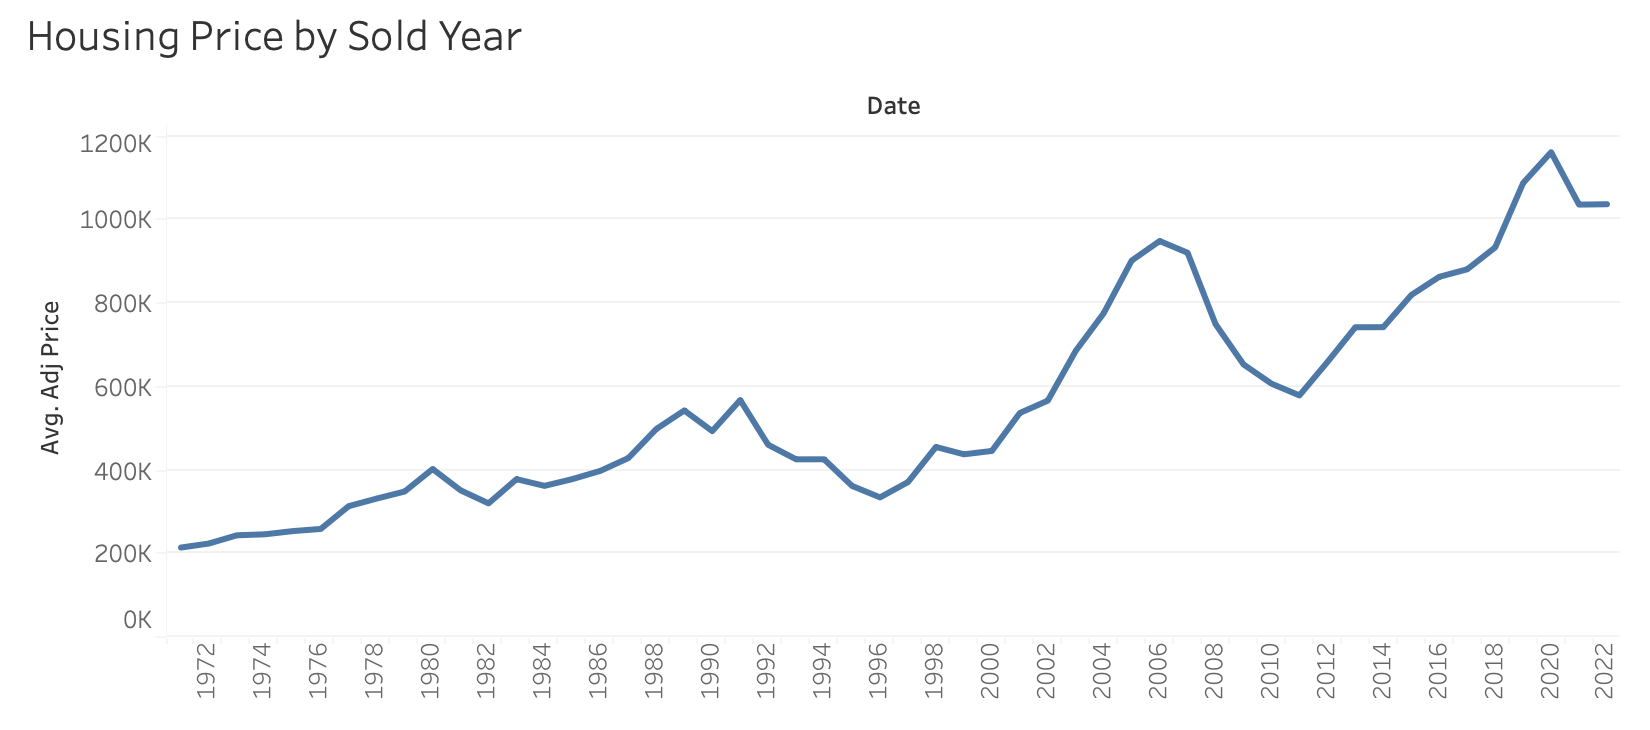 Housing Price by Sold Year
Date
Avg. Adj Price
1200K
1000K
800K
600K
400K
200K
0K
1972
1974
1976
1978
1980
1982
1984
1986
1988
1990
1992
1994
1996
1998
2000
2002
2004
2006
2008
2010
2012
2014
2016
2018
2020
2022